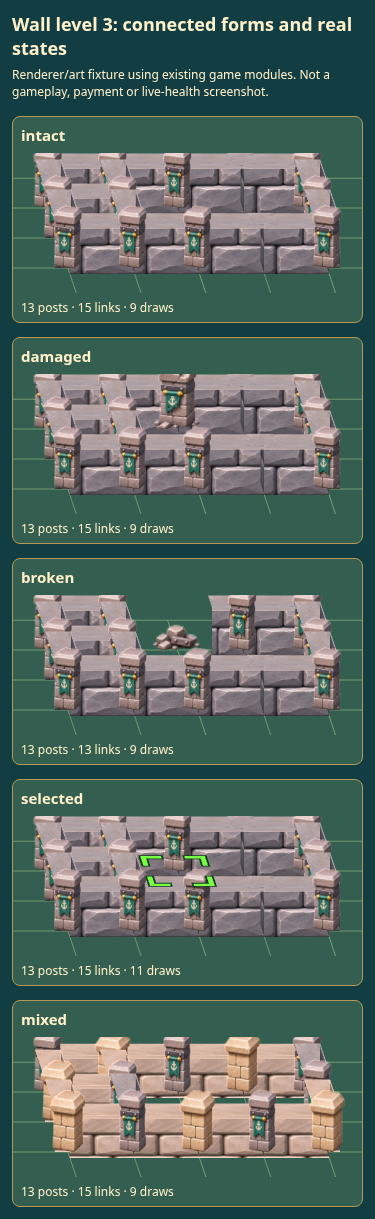 Wall level 3: connected forms and real
states
Renderer/art fixture using existing game modules. Not a
gameplay, payment or live-health screenshot.
intact
13 posts · 15 links · 9 draws
damaged
13 posts · 15 links · 9 draws
broken
13 posts · 13 links · 9 draws
selected
13 posts · 15 links · 11 draws
mixed
13 posts · 15 links · 9 draws